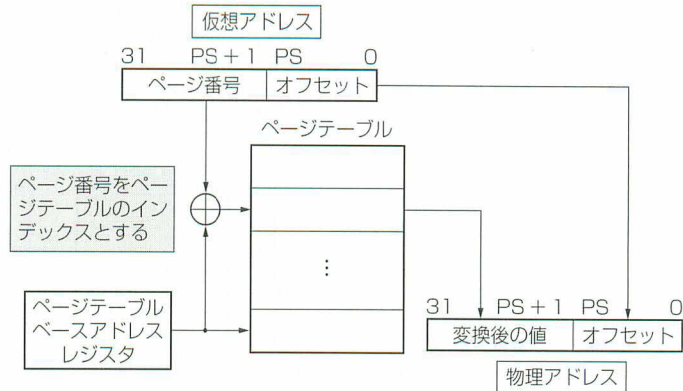 仮想アドレス
31 PS+1 PS 0
ページ番号 オフセット
ページテーブル
ページ番号をペー
ジテーブルのイン
デックスとする
⋮
ページテーブル
ベースアドレス
レジスタ
31 PS+1 PS 0
変換後の値 オフセット
物理アドレス